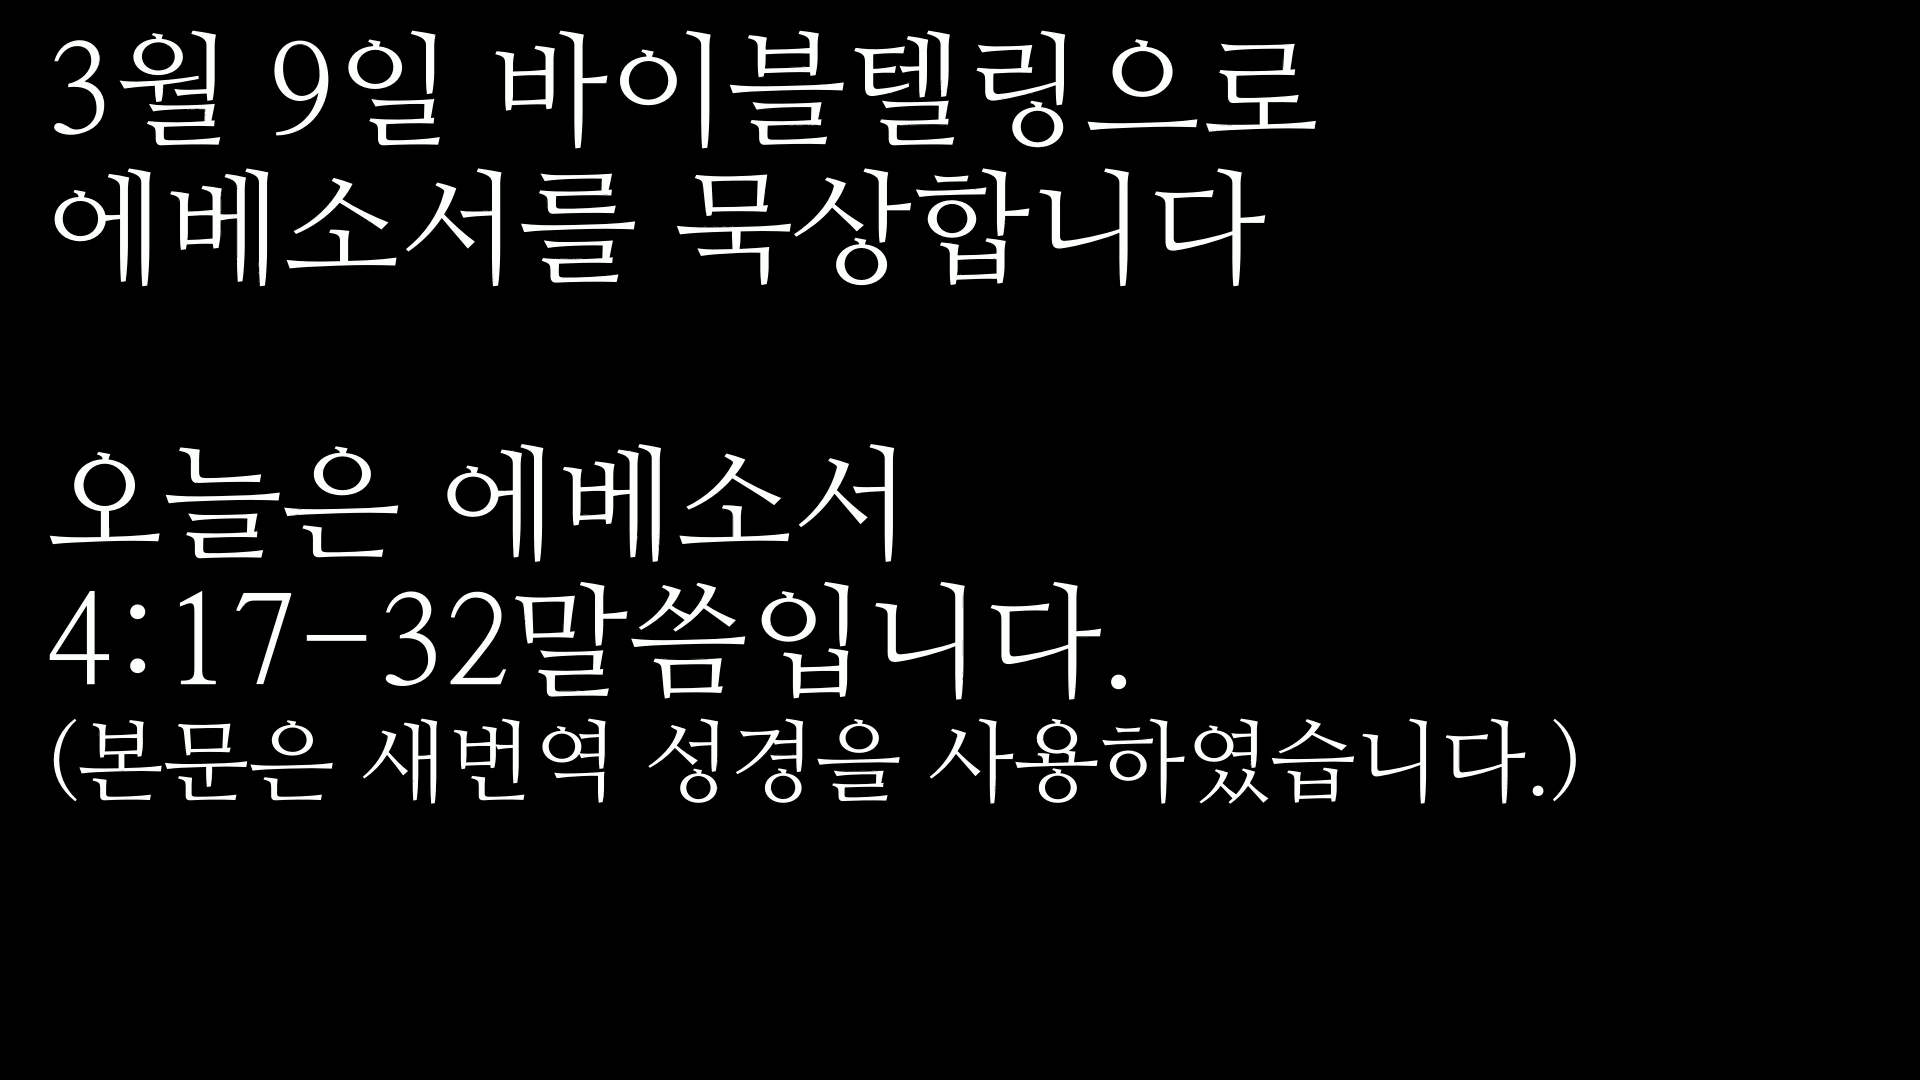 3월 9일 바이블텔링으로
에베소서를 묵상합니다
오늘은 에베소서
4:17-32말씀입니다.
(본문은 새번역 성경을 사용하였습니다.)